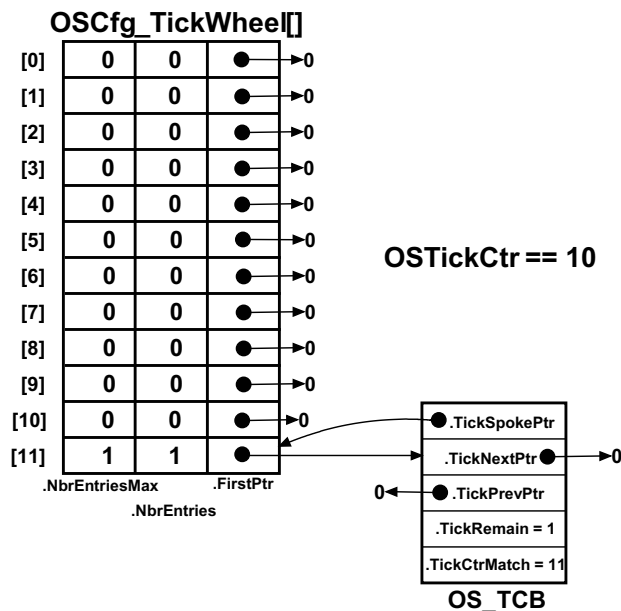 OSCfg_TickWheel[]
[0] 0 0 0
[1] 0 0 0
[2] 0 0 0
[3] 0 0 0
[4] 0 0 0
[5] 0 0 0
OSTickCtr == 10
[6] 0 0 0
[7] 0 0 0
[8] 0 0 0
[9] 0 0 0
[10] 0 0 0
[11] 1 1
.NbrEntriesMax
.NbrEntries
.FirstPtr
.TickSpokePtr
.TickNextPtr 0
0 .TickPrevPtr
.TickRemain = 1
.TickCtrMatch = 11
OS_TCB